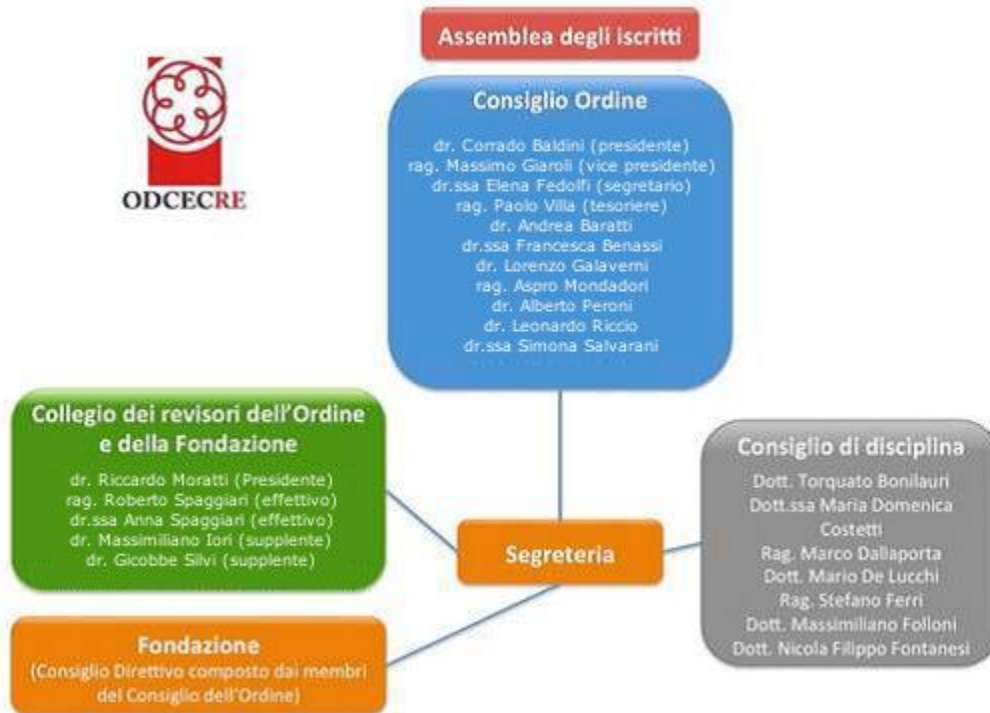 Assemblea degli iscritti
ODCECRE
Consiglio Ordine
dr. Corrado Baldini (presidente)
rag. Massimo Giaroli (vice presidente)
dr.ssa Elena Fedolfi (segretario)
rag. Paolo Villa (tesoriere)
dr. Andrea Baratti
dr.ssa Francesca Benassi
dr. Lorenzo Galaverni
rag. Aspro Mondadori
dr. Alberto Peroni
dr. Leonardo Riccio
dr.ssa Simona Salvarani
Collegio dei revisori dell'Ordine
e della Fondazione
dr. Riccardo Moratti (Presidente)
rag. Roberto Spaggiari (effettivo)
dr.ssa Anna Spaggiari (effettivo)
dr. Massimiliano Iori (supplente)
dr. Gicobbe Silvi (supplente)
Segreteria
Consiglio di disciplina
Dott. Torquato Bonilauri
Dott.ssa Maria Domenica
Costetti
Rag. Marco Dallaporta
Dott. Mario De Lucchi
Rag. Stefano Ferri
Dott. Massimiliano Folloni
Dott. Nicola Filippo Fontanesi
Fondazione
(Consiglio Direttivo composto dai membri
del Consiglio dell'Ordine)